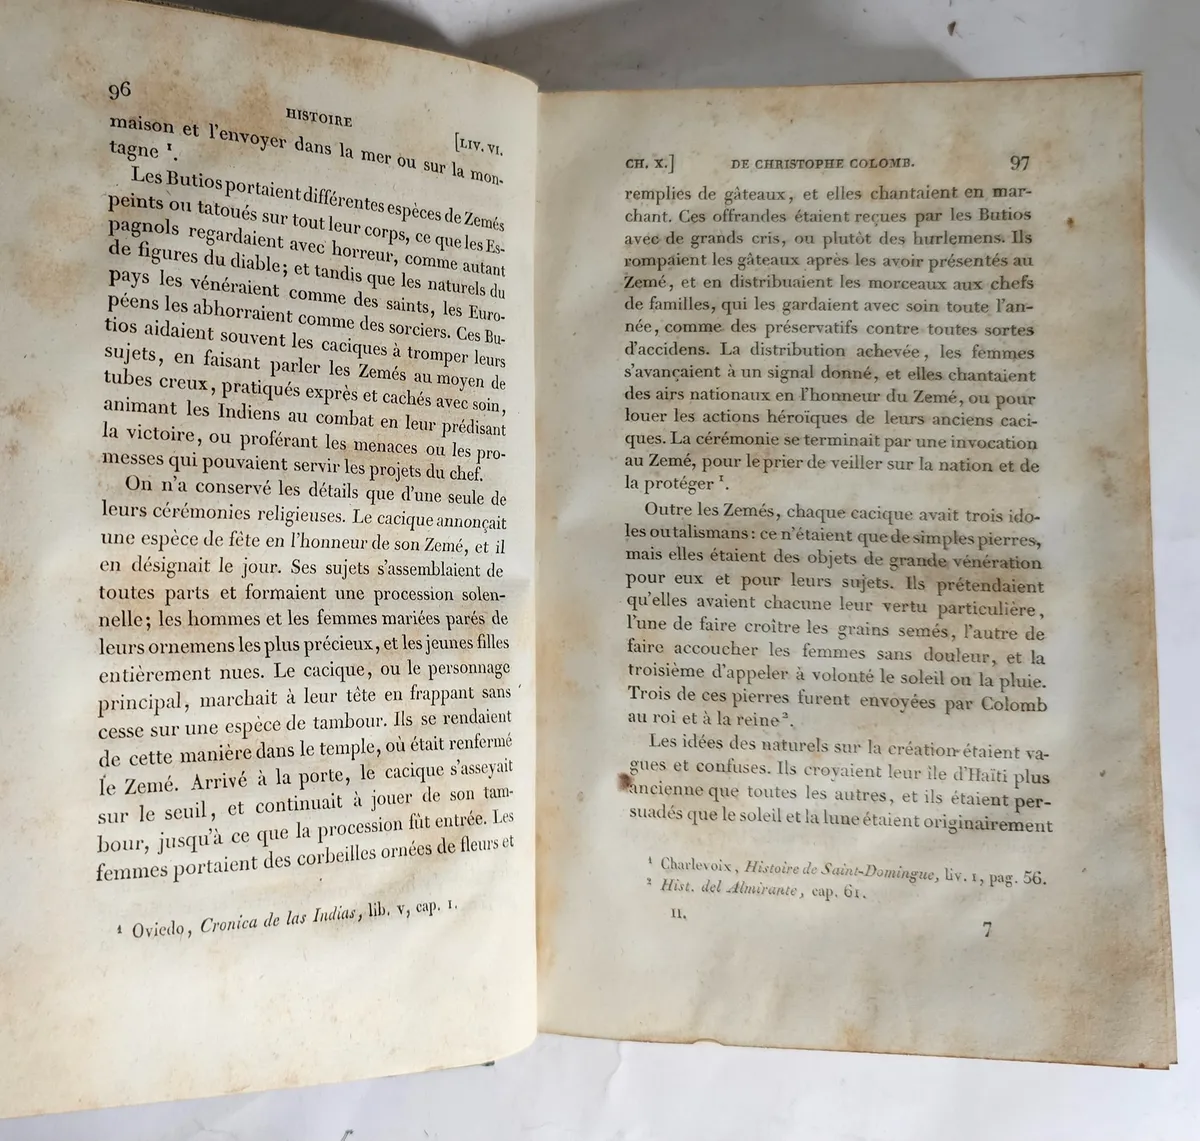 96
HISTOIRE
[LIV. VI.
maison et l'envoyer dans la mer ou sur la mon-
tagne ¹.
Les Butios portaient différentes espèces de Zemés
peints ou tatoués sur tout leur corps, ce que les Es-
pagnols regardaient avec horreur, comme autant
de figures du diable; et tandis que les naturels du
pays les vénéraient comme des saints, les Euro-
péens les abhorraient comme des sorciers. Ces Bu-
tios aidaient souvent les caciques à tromper leurs
sujets, en faisant parler les Zemés au moyen de
tubes creux, pratiqués exprès et cachés avec soin,
animant les Indiens au combat en leur prédisant
la victoire, ou proférant les menaces ou les pro-
messes qui pouvaient servir les projets du chef.
On n'a conservé les détails que d'une seule de
leurs cérémonies religieuses. Le cacique annonçait
une espèce de fête en l'honneur de son Zemé, et il
en désignait le jour. Ses sujets s'assemblaient de
toutes parts et formaient une procession solen-
nelle; les hommes et les femmes mariées parés de
leurs ornemens les plus précieux, et les jeunes filles
entièrement nues. Le cacique, ou le personnage
principal, marchait à leur tête en frappant sans
cesse sur une espèce de tambour. Ils se rendaient
de cette manière dans le temple, où était renfermé
le Zemé. Arrivé à la porte, le cacique s'asseyait
sur le seuil, et continuait à jouer de son tam-
bour, jusqu'à ce que la procession fût entrée. Les
femmes portaient des corbeilles ornées de fleurs et
¹ Oviedo, Cronica de las Indias, lib. v, cap. 1.
CH. X.]
DE CHRISTOPHE COLOMB.
97
remplies de gâteaux, et elles chantaient en mar-
chant. Ces offrandes étaient reçues par les Butios
avec de grands cris, ou plutôt des hurlemens. Ils
rompaient les gâteaux après les avoir présentés au
Zemé, et en distribuaient les morceaux aux chefs
de familles, qui les gardaient avec soin toute l'an-
née, comme des préservatifs contre toutes sortes
d'accidens. La distribution achevée, les femmes
s'avançaient à un signal donné, et elles chantaient
des airs nationaux en l'honneur du Zemé, ou pour
louer les actions héroïques de leurs anciens caci-
ques. La cérémonie se terminait par une invocation
au Zemé, pour le prier de veiller sur la nation et de
la protéger ¹.
Outre les Zemés, chaque cacique avait trois ido-
les ou talismans: ce n'étaient que de simples pierres,
mais elles étaient des objets de grande vénération
pour eux et pour leurs sujets. Ils prétendaient
qu'elles avaient chacune leur vertu particulière,
l'une de faire croître les grains semés, l'autre de
faire accoucher les femmes sans douleur, et la
troisième d'appeler à volonté le soleil ou la pluie.
Trois de ces pierres furent envoyées par Colomb
au roi et à la reine².
Les idées des naturels sur la création étaient va-
gues et confuses. Ils croyaient leur île d'Haïti plus
ancienne que toutes les autres, et ils étaient per-
suadés que le soleil et la lune étaient originairement
¹ Charlevoix, Histoire de Saint-Domingue, liv. 1, pag. 56.
² Hist. del Almirante, cap. 61.
II.
7